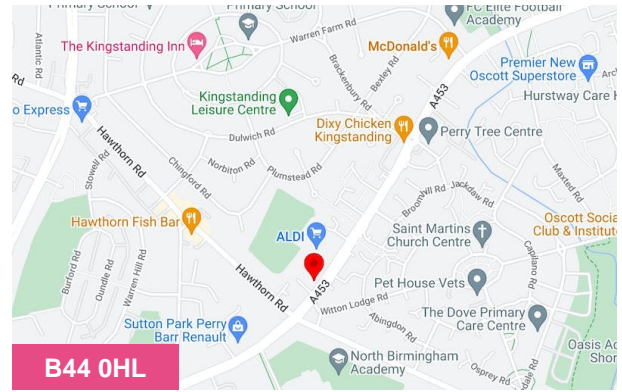 Primary School
Primary School
FC Elite Football
Academy
Atlantic Rd
The Kingstanding Inn
Warren Farm Rd
McDonald's
Bexley Rd
Brackenbury Rd
Premier New
Oscott Superstore
Rd
A453
Hurstway Care H
Kingstanding
Leisure Centre
o Express
Dixy Chicken
Kingstanding
Perry Tree Centre
Hawthorn Rd
Dulwich Rd
Stowell Rd
Chingford Rd
Norbiton Rd
Plumstead Rd
Maxted Rd
Jackdaw Rd
Broomhill Rd
Hawthorn Fish Bar
Saint Martins
Church Centre
Oscott Social
Club & Institute
ALDI
Burford Rd
Oundle Rd
Warren Hill Rd
Hawthorn Rd
A453
Caplano Rd
Pet House Vets
Witton Lodge Rd
Abingdon Rd
The Dove Primary
Care Centre
Sutton Park Perry
Barr Renault
Oasis Ac
Shor
North Birmingham
Academy
Osprey Rd
dale Rd
B44 0HL